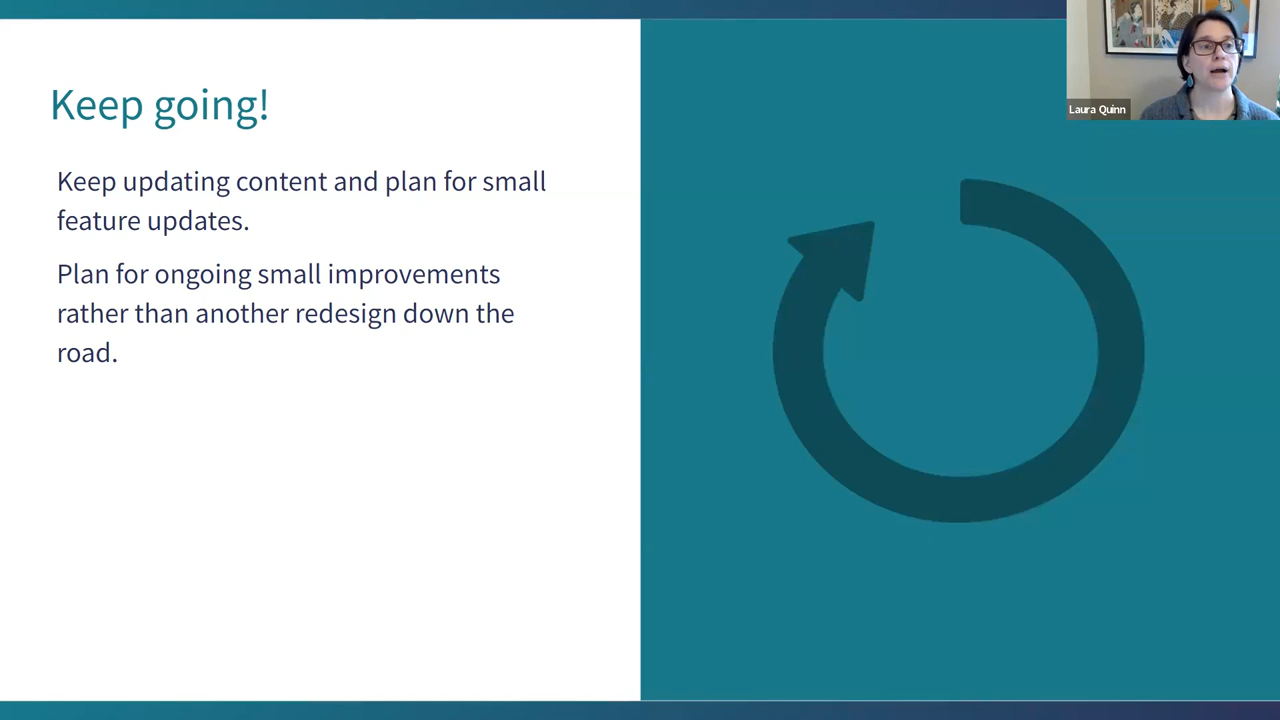 Keep going!
Keep updating content and plan for small
feature updates.
Plan for ongoing small improvements
rather than another redesign down the
road.
Laura Quinn